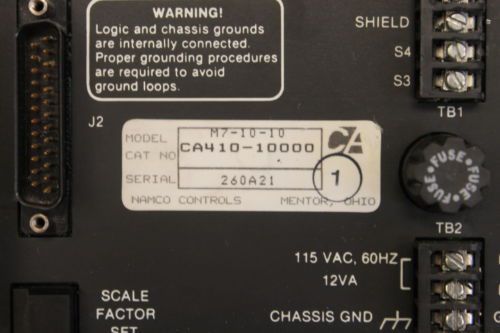 WARNING!
Logic and chassis grounds
are internally connected.
Proper grounding procedures
are required to avoid
ground loops.
SHIELD
S4
S3
TB1
J2
MODEL M7-10-10
CAT NO CA410-10000
CA
SERIAL 260A21
1
NAMCO CONTROLS MENTOR, OHIO
FUSE FUSE FUSE
TB2
115 VAC, 60HZ
12VA
CHASSIS GND
SCALE
FACTOR
SET